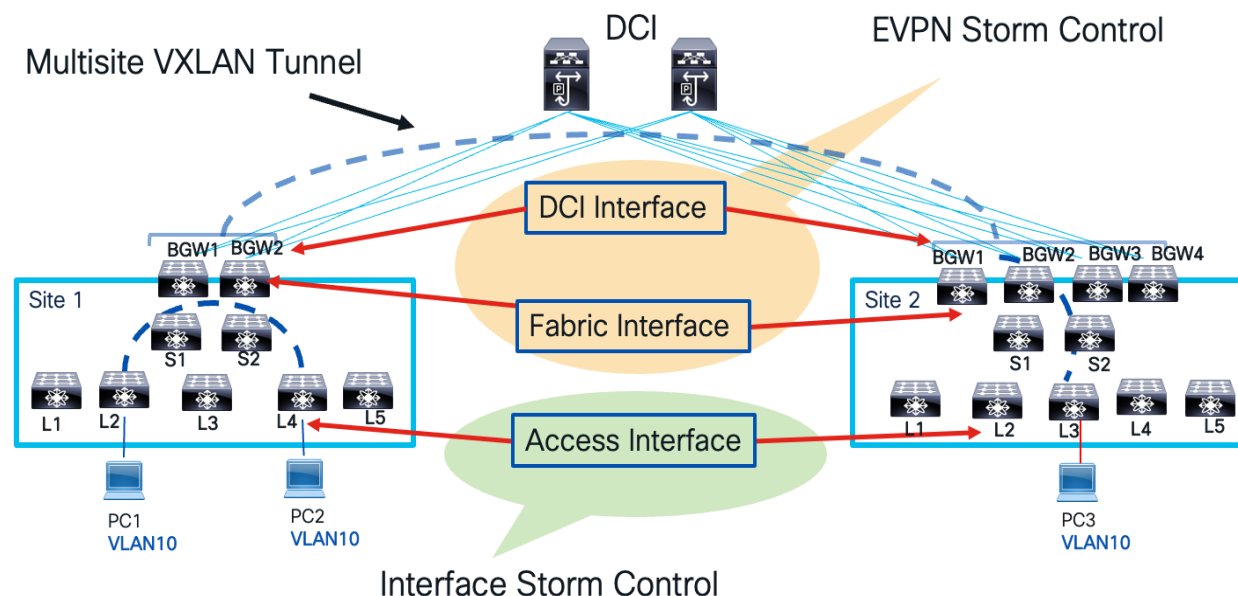 DCI
EVPN Storm Control
Multisite VXLAN Tunnel
P
P
DCI Interface
BGW1
BGW2
BGW1
BGW2
BGW3
BGW4
Site 1
Site 2
Fabric Interface
S1
S2
S1
S2
L1
L2
L3
L4
L5
Access Interface
L1
L2
L3
L4
L5
PC1
VLAN10
PC2
VLAN10
PC3
VLAN10
Interface Storm Control